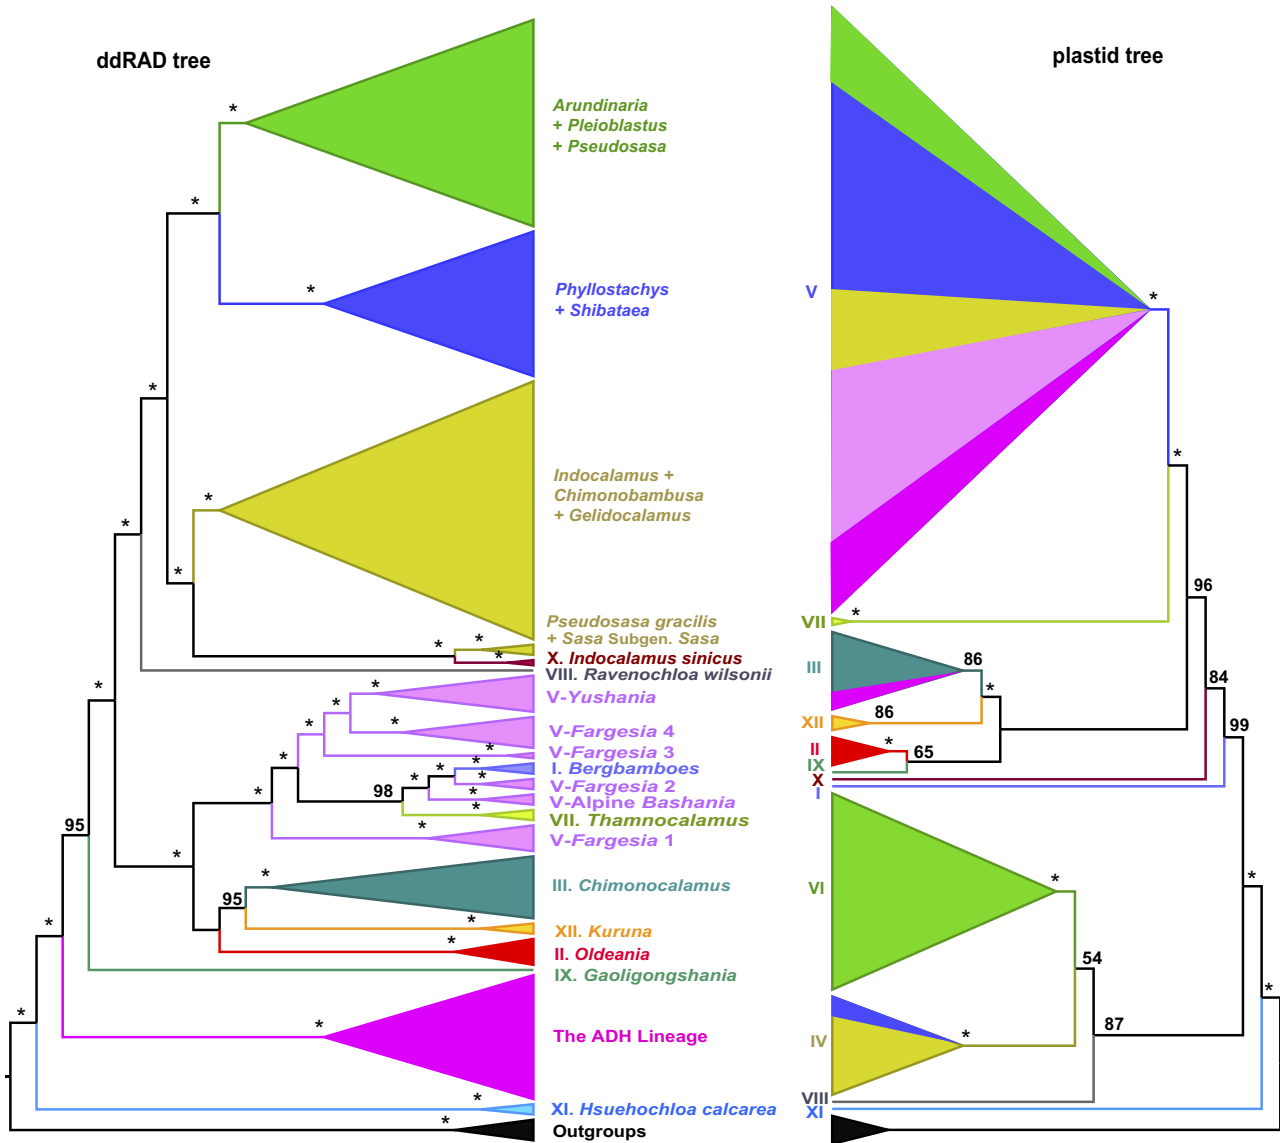 ddRAD tree
plastid tree
*
Arundinaria
+ Pleioblastus
+ Pseudosasa
*
*
Phyllostachys
+ Shibataea
*
*
Indocalamus +
Chimonobambusa
+ Gelidocalamus
*
*
*
Pseudosasa gracilis
+ Sasa Subgen. Sasa
*
*
*
X. Indocalamus sinicus
VIII. Ravenochloa wilsonii
*
V-Yushania
*
*
*
V-Fargesia 4
*
*
V-Fargesia 3
*
*
I. Bergbamboes
*
*
V-Fargesia 2
98
*
*
V-Alpine Bashania
*
*
VII. Thamnocalamus
*
V-Fargesia 1
95
*
*
III. Chimonocalamus
95
*
XII. Kuruna
*
II. Oldeania
IX. Gaoligongshania
*
*
The ADH Lineage
*
*
XI. Hsuehochloa calcarea
*
Outgroups
V
*
*
96
VII
*
III
86
*
84
XII
86
99
II
*
65
IX
X
I
VI
*
*
54
*
87
IV
*
VIII
XI